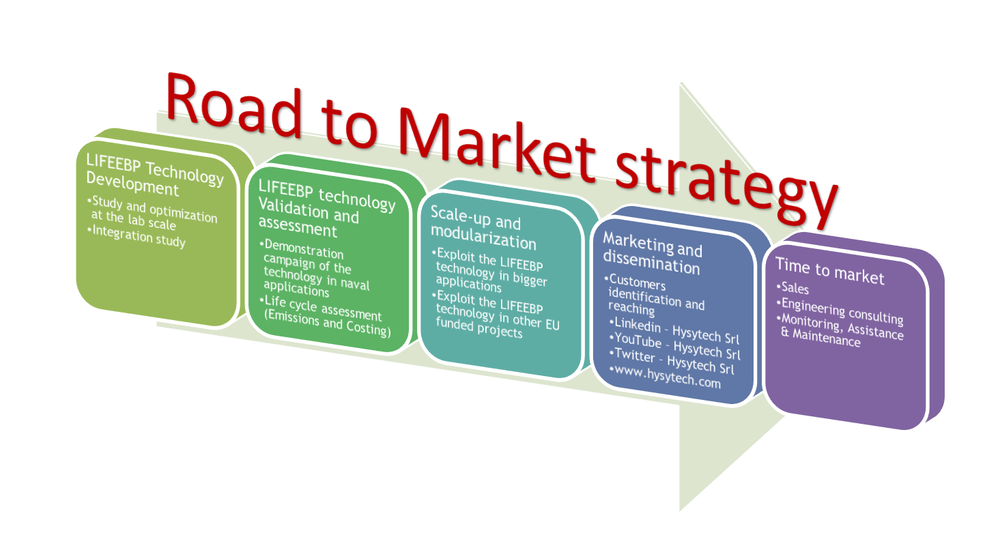 Road to Market strategy
LIFEEBP Technology
Development
•Study and optimization
at the lab scale
•Integration study
LIFEEBP technology
Validation and
assessment
•Demonstration
campaign of the
technology in naval
applications
•Life cycle assessment
(Emissions and Costing)
Scale-up and
modularization
•Exploit the LIFEEBP
technology in bigger
applications
•Exploit the LIFEEBP
technology in other EU
funded projects
Marketing and
dissemination
•Customers
identification and
reaching
•Linkedin - Hysytech Srl
•YouTube - Hysytech Srl
•Twitter - Hysytech Srl
•www.hysytech.com
Time to market
•Sales
•Engineering consulting
•Monitoring, Assistance
& Maintenance